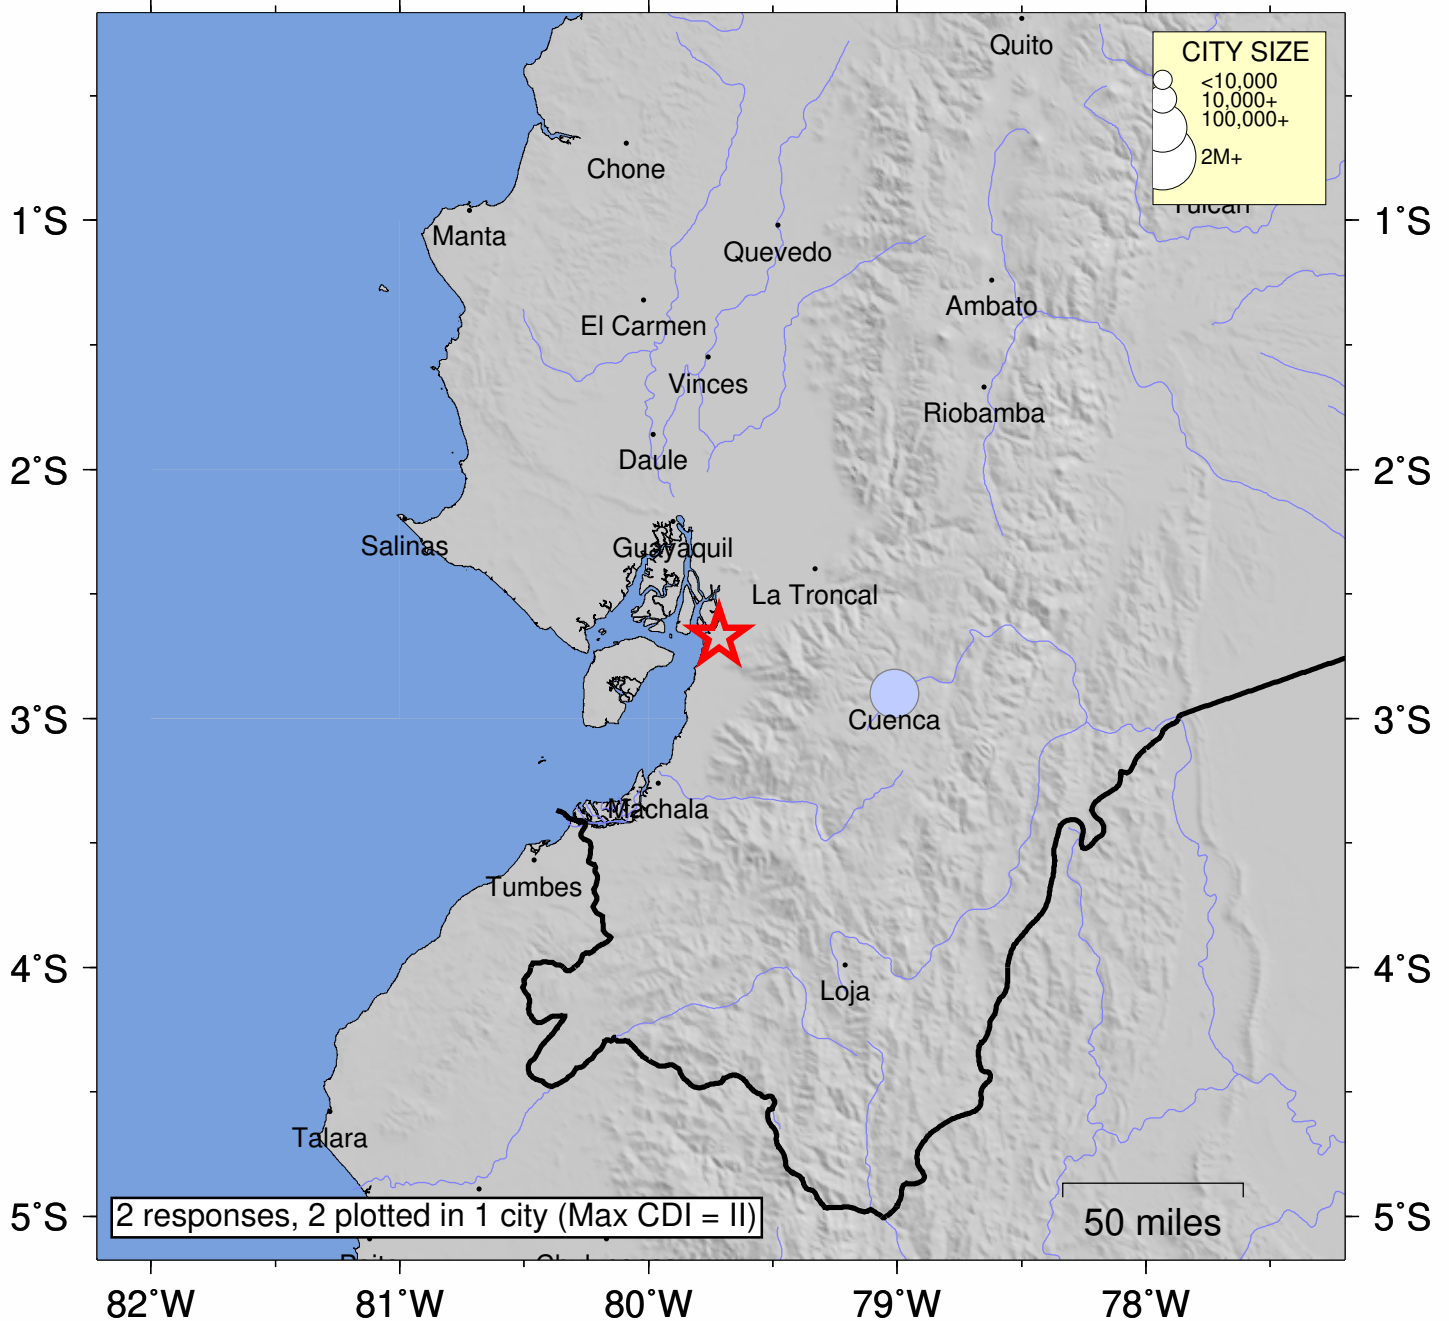 Quito
CITY SIZE
<10,000
10,000+
100,000+
2M+
Chone
Tulcan
1°S
1°S
Manta
Quevedo
Ambato
El Carmen
Vinces
Riobamba
Daule
2°S
2°S
Salinas
Guayaquil
La Troncal
3°S
3°S
Cuenca
Machala
Tumbes
4°S
4°S
Loja
Talara
5°S
5°S
2 responses, 2 plotted in 1 city (Max CDI = II)
50 miles
82°W
81°W
80°W
79°W
78°W